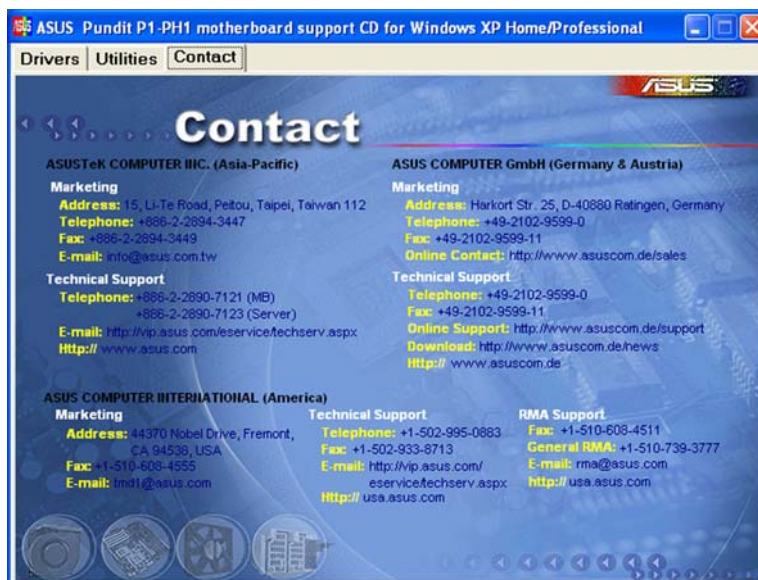 ASUS Pundit P1-PH1 motherboard support CD for Windows XP Home/Professional
Drivers Utilities Contact
ASUS
Contact
ASUSTeK COMPUTER INC. (Asia-Pacific)
Marketing
Address: 15, Li-Te Road, Peitou, Taipei, Taiwan 112
Telephone: +886-2-2894-3447
Fax: +886-2-2894-3449
E-mail: info@asus.com.tw
Technical Support
Telephone: +886-2-2890-7121 (MB)
+886-2-2890-7123 (Server)
E-mail: http://vip.asus.com/eservice/techserv.aspx
Http:// www.asus.com
ASUS COMPUTER GmbH (Germany & Austria)
Marketing
Address: Harkort Str. 25, D-40880 Ratingen, Germany
Telephone: +49-2102-9599-0
Fax: +49-2102-9599-11
Online Contact: http://www.asuscom.de/sales
Technical Support
Telephone: +49-2102-9599-0
Fax: +49-2102-9599-11
Online Support: http://www.asuscom.de/support
Download: http://www.asuscom.de/news
Http:// www.asuscom.de
ASUS COMPUTER INTERNATIONAL (America)
Marketing
Address: 44370 Nobel Drive, Fremont,
CA 94538, USA
Fax: +1-510-608-4555
E-mail: tmd1@asus.com
Technical Support
Telephone: +1-502-995-0883
Fax: +1-502-933-8713
E-mail: http://vip.asus.com/
eservice/techserv.aspx
Http:// usa.asus.com
RMA Support
Fax: +1-510-608-4511
General RMA: +1-510-739-3777
E-mail: rma@asus.com
http:// usa.asus.com